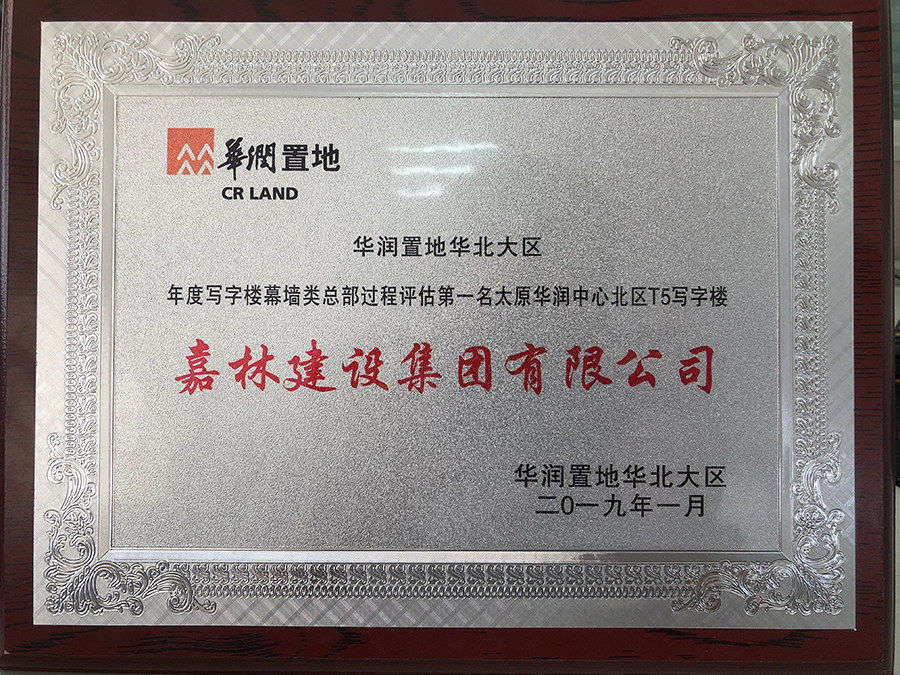 華潤置地
CR LAND
华润置地华北大区
年度写字楼幕墙类总部过程评估第一名太原华润中心北区T5写字楼
嘉林建设集团有限公司
华润置地华北大区
二0一九年一月